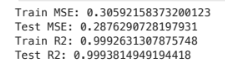 Train MSE: 0.30592158373200123
Test MSE: 0.2876290728197931
Train R2: 0.9992631307875748
Test R2: 0.9993814949194418